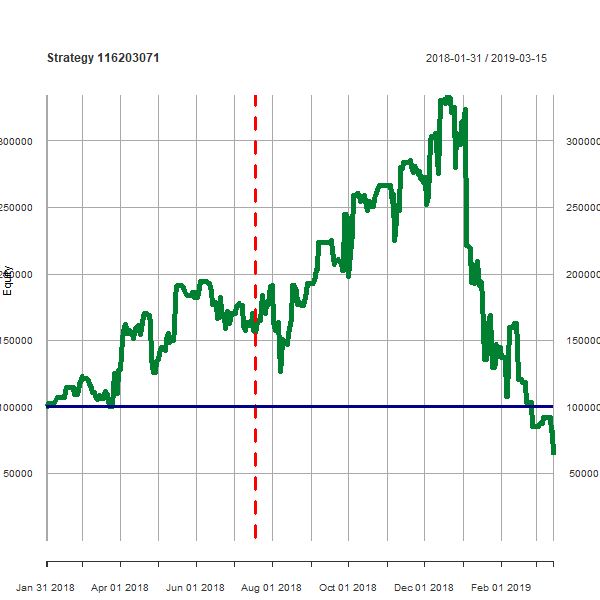 Strategy 116203071 2018-01-31 / 2019-03-15
300000 300000
250000 250000
Equity
200000 200000
150000 150000
100000 100000
50000 50000
Jan 31 2018 Apr 01 2018 Jun 01 2018 Aug 01 2018 Oct 01 2018 Dec 01 2018 Feb 01 2019